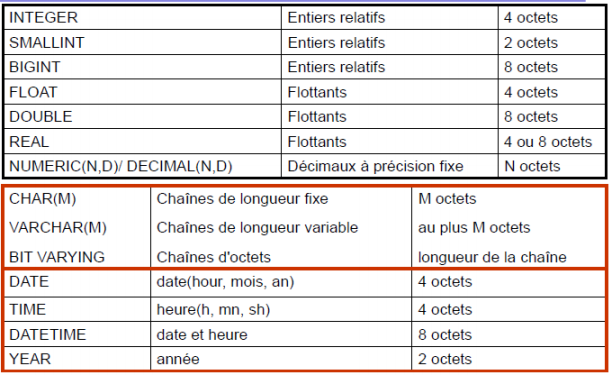 INTEGER Entiers relatifs 4 octets
SMALLINT Entiers relatifs 2 octets
BIGINT Entiers relatifs 8 octets
FLOAT Flottants 4 octets
DOUBLE Flottants 8 octets
REAL Flottants 4 ou 8 octets
NUMERIC(N,D)/ DECIMAL(N,D) Décimaux à précision fixe N octets
CHAR(M) Chaînes de longueur fixe M octets
VARCHAR(M) Chaînes de longueur variable au plus M octets
BIT VARYING Chaînes d'octets longueur de la chaîne
DATE date(hour, mois, an) 4 octets
TIME heure(h, mn, sh) 4 octets
DATETIME date et heure 8 octets
YEAR année 2 octets